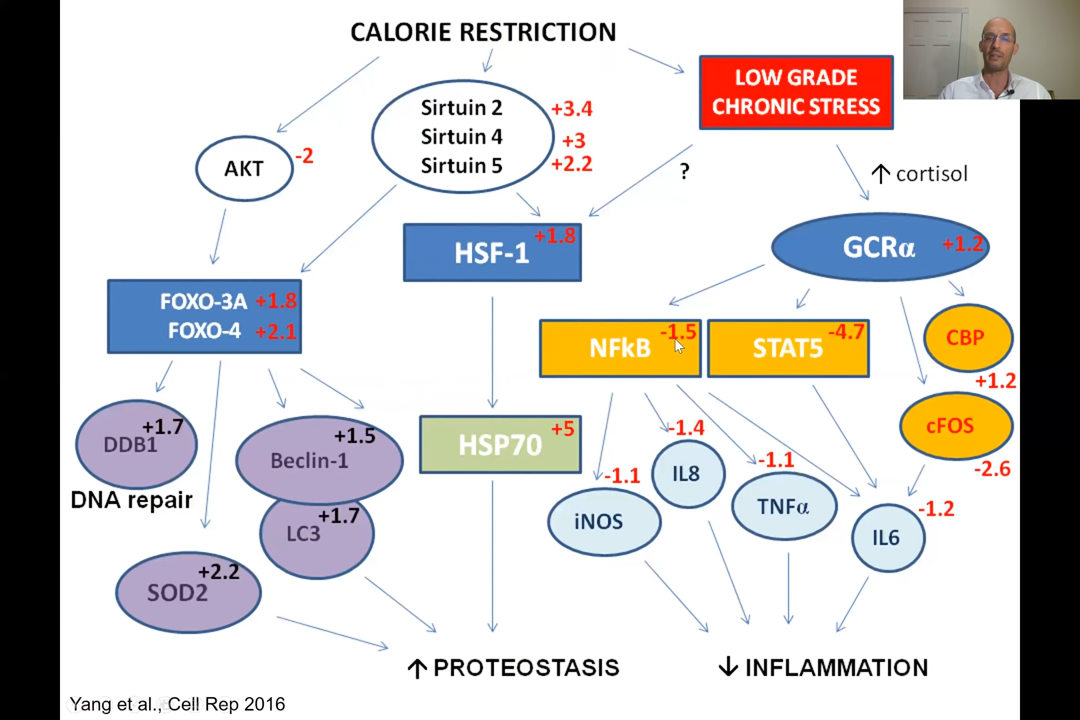 CALORIE RESTRICTION
LOW GRADE
CHRONIC STRESS
Sirtuin 2 +3.4
Sirtuin 4 +3
Sirtuin 5 +2.2
AKT -2
?
↑ cortisol
HSF-1 +1.8
GCRα +1.2
FOXO-3A +1.8
FOXO-4 +2.1
NFkB -1.5
STAT5 -4.7
CBP
+1.2
cFOS
-2.6
DDB1 +1.7
DNA repair
Beclin-1 +1.5
LC3 +1.7
SOD2 +2.2
HSP70 +5
iNOS -1.1
IL8 -1.4
TNFα -1.1
IL6 -1.2
↑ PROTEOSTASIS
↓ INFLAMMATION
Yang et al., Cell Rep 2016